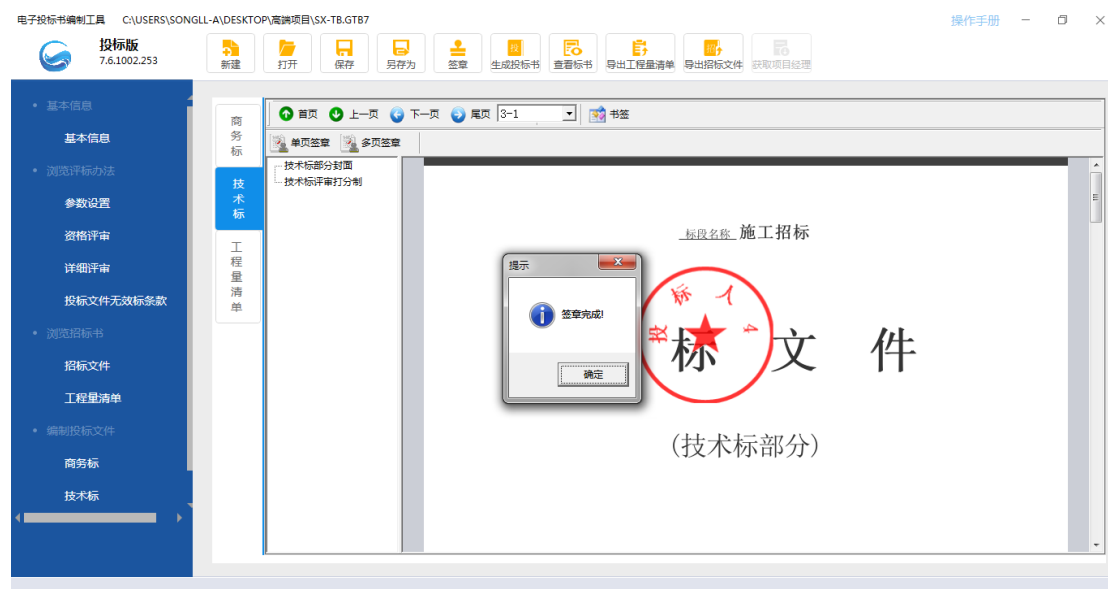 电子投标书编制工具 C:\USERS\SONGLL-A\DESKTOP\高端项目\SX-TB.GTB7
操作手册
投标版
7.6.1002.253
新建 打开 保存 另存为 签章 生成投标书 查看标书 导出工程量清单 导出招标文件 获取项目经理
基本信息
基本信息
浏览评标办法
参数设置
资格评审
详细评审
投标文件无效标条款
浏览招标书
招标文件
工程量清单
编制投标文件
商务标
技术标
商务标
技术标
工程量清单
首页 上一页 下一页 尾页 3-1 书签
单页签章 多页签章
技术标部分封面
技术标评审打分制
标段名称 施工招标
提示
签章完成!
确定
投标人4
标 文 件
(技术标部分)